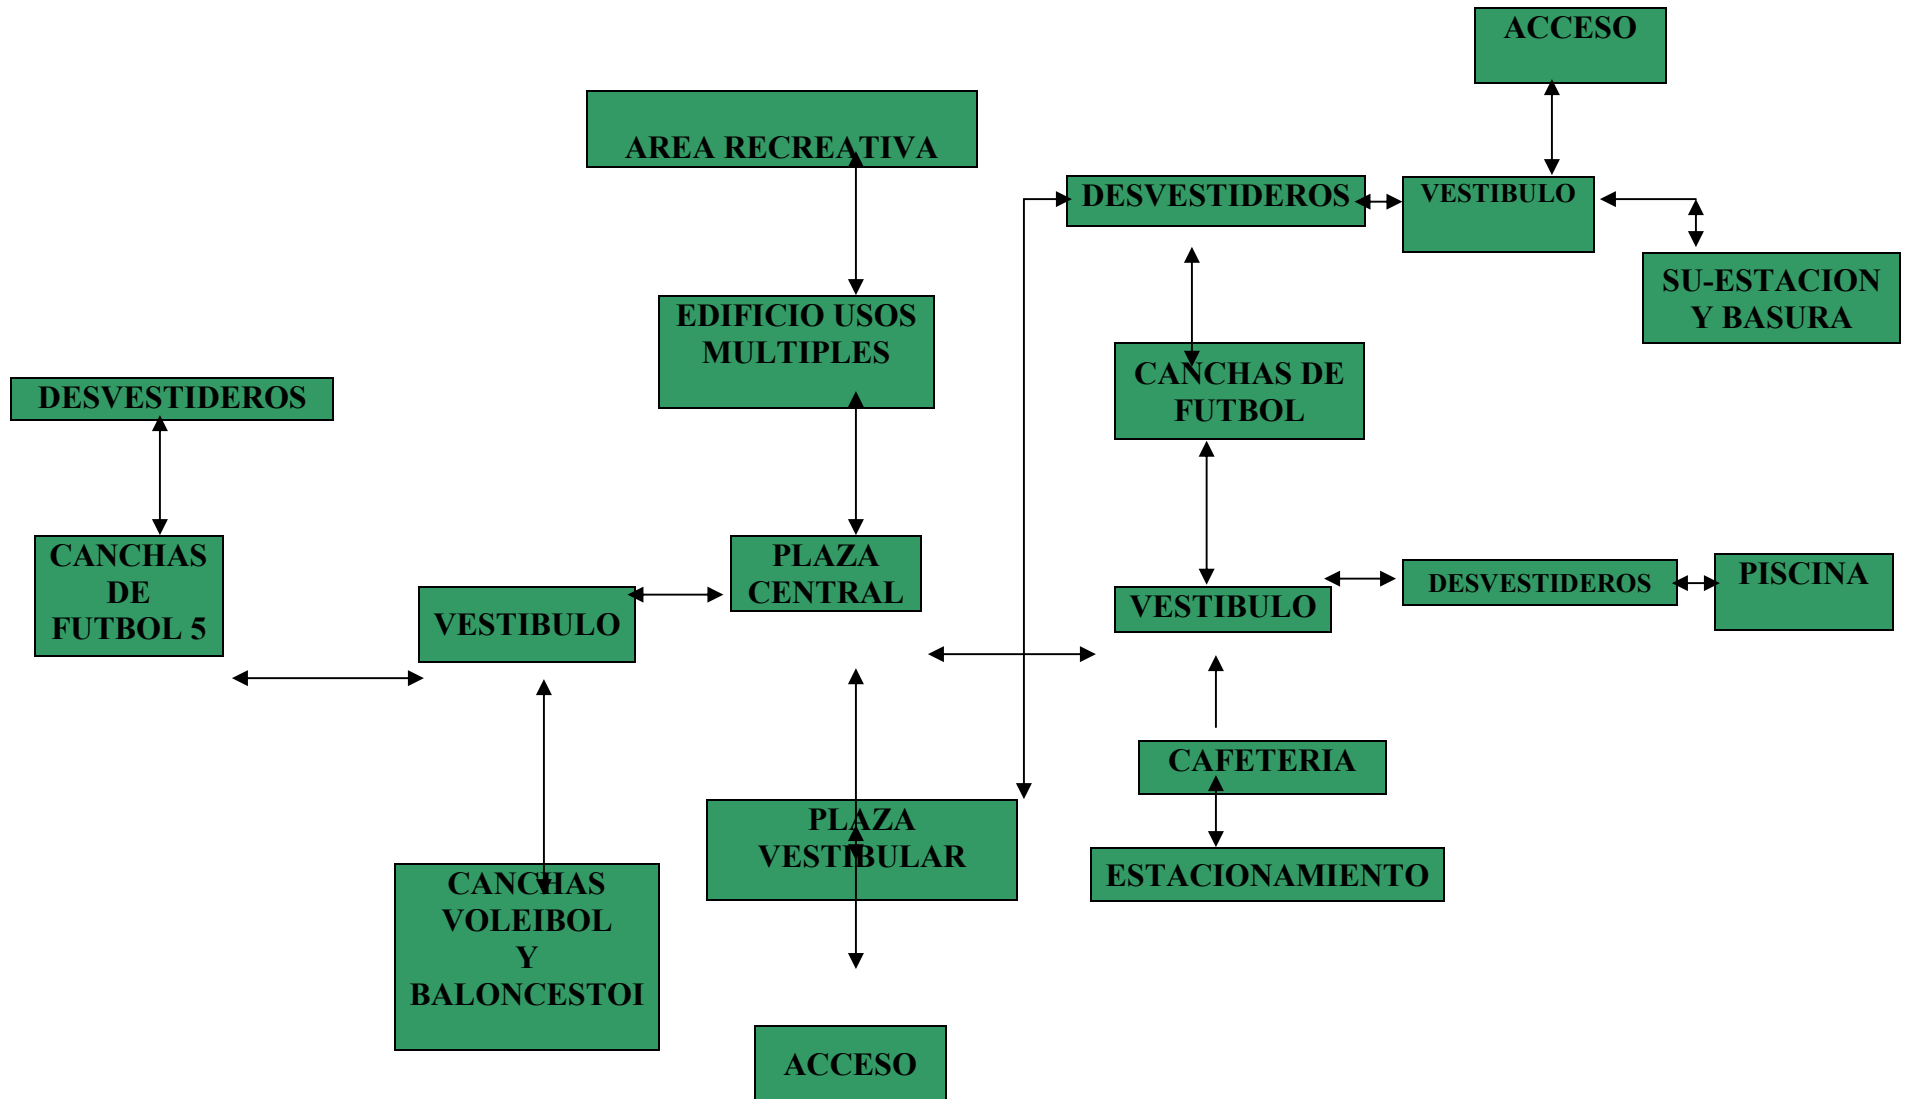 ACCESO
AREA RECREATIVA
DESVESTIDEROS
VESTIBULO
SU-ESTACION
Y BASURA
EDIFICIO USOS
MULTIPLES
CANCHAS DE
FUTBOL
DESVESTIDEROS
CANCHAS
DE
FUTBOL 5
VESTIBULO
PLAZA
CENTRAL
VESTIBULO
DESVESTIDEROS
PISCINA
CAFETERIA
PLAZA
VESTIBULAR
ESTACIONAMIENTO
CANCHAS
VOLEIBOL
Y
BALONCESTOI
ACCESO